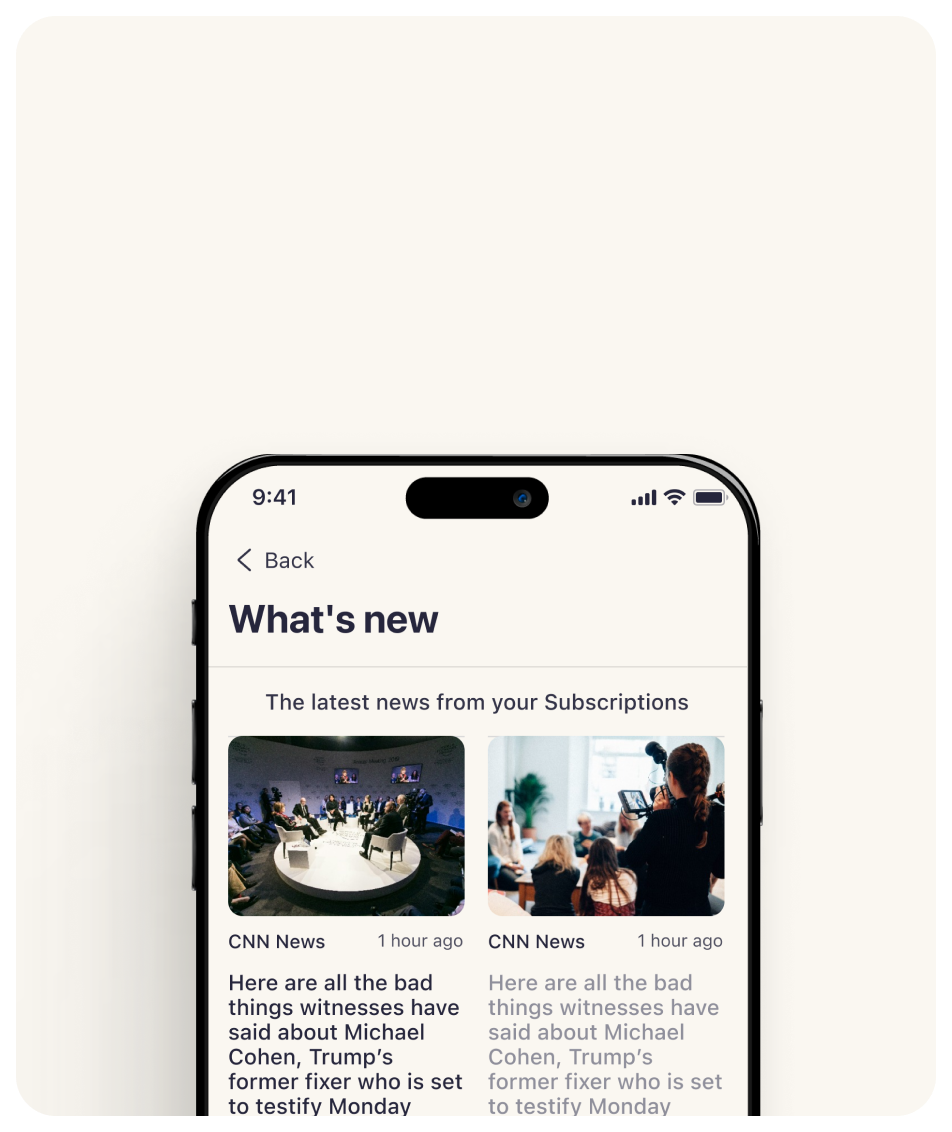 9:41
Back
What's new
The latest news from your Subscriptions
CNN News 1 hour ago
Here are all the bad
things witnesses have
said about Michael
Cohen, Trump’s
former fixer who is set
to testify Monday
CNN News 1 hour ago
Here are all the bad
things witnesses have
said about Michael
Cohen, Trump’s
former fixer who is set
to testify Monday